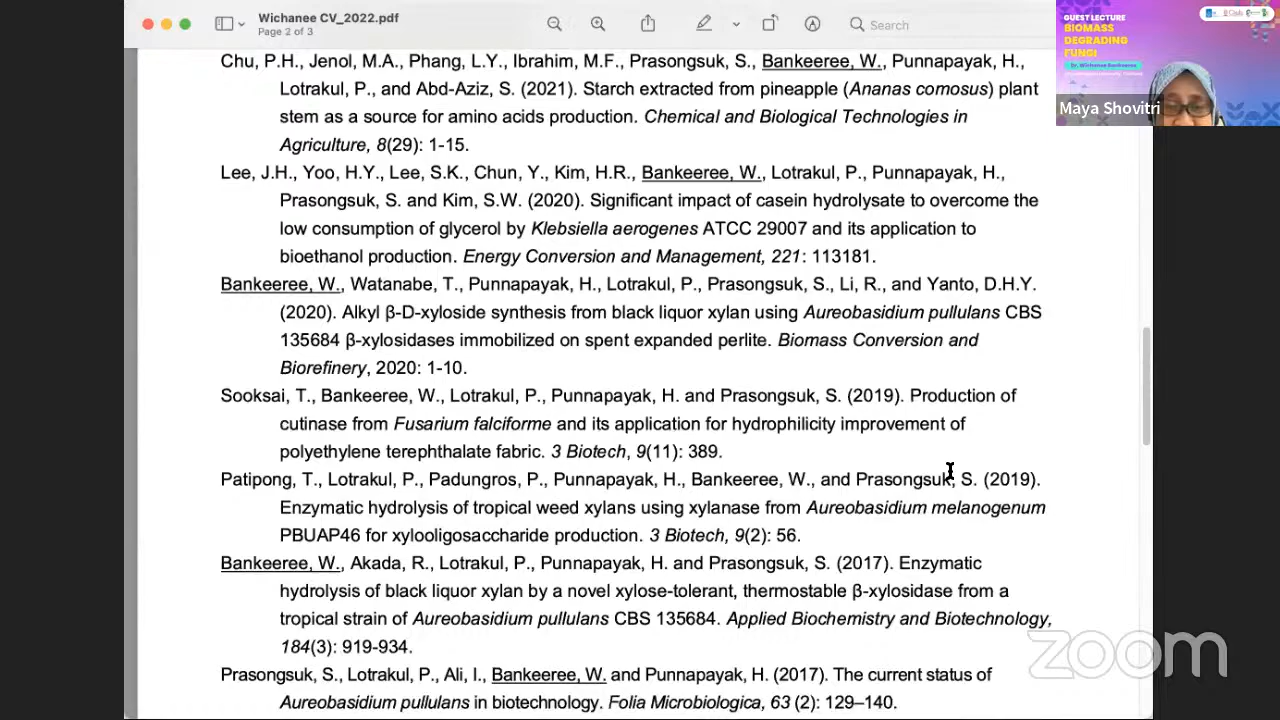 Wichanee CV_2022.pdf
Page 2 of 3
Search
GUEST LECTURE
BIOMASS
DEGRADING
FUNGI
Dr. Wichanee Bankeeree
Maya Shovitri
Chu, P.H., Jenol, M.A., Phang, L.Y., Ibrahim, M.F., Prasongsuk, S., Bankeeree, W., Punnapayak, H.,
Lotrakul, P., and Abd-Aziz, S. (2021). Starch extracted from pineapple (Ananas comosus) plant
stem as a source for amino acids production. Chemical and Biological Technologies in
Agriculture, 8(29): 1-15.
Lee, J.H., Yoo, H.Y., Lee, S.K., Chun, Y., Kim, H.R., Bankeeree, W., Lotrakul, P., Punnapayak, H.,
Prasongsuk, S. and Kim, S.W. (2020). Significant impact of casein hydrolysate to overcome the
low consumption of glycerol by Klebsiella aerogenes ATCC 29007 and its application to
bioethanol production. Energy Conversion and Management, 221: 113181.
Bankeeree, W., Watanabe, T., Punnapayak, H., Lotrakul, P., Prasongsuk, S., Li, R., and Yanto, D.H.Y.
(2020). Alkyl β-D-xyloside synthesis from black liquor xylan using Aureobasidium pullulans CBS
135684 β-xylosidases immobilized on spent expanded perlite. Biomass Conversion and
Biorefinery, 2020: 1-10.
Sooksai, T., Bankeeree, W., Lotrakul, P., Punnapayak, H. and Prasongsuk, S. (2019). Production of
cutinase from Fusarium falciforme and its application for hydrophilicity improvement of
polyethylene terephthalate fabric. 3 Biotech, 9(11): 389.
Patipong, T., Lotrakul, P., Padungros, P., Punnapayak, H., Bankeeree, W., and Prasongsuk, S. (2019).
Enzymatic hydrolysis of tropical weed xylans using xylanase from Aureobasidium melanogenum
PBUAP46 for xylooligosaccharide production. 3 Biotech, 9(2): 56.
Bankeeree, W., Akada, R., Lotrakul, P., Punnapayak, H. and Prasongsuk, S. (2017). Enzymatic
hydrolysis of black liquor xylan by a novel xylose-tolerant, thermostable β-xylosidase from a
tropical strain of Aureobasidium pullulans CBS 135684. Applied Biochemistry and Biotechnology,
184(3): 919-934.
Prasongsuk, S., Lotrakul, P., Ali, I., Bankeeree, W. and Punnapayak, H. (2017). The current status of
Aureobasidium pullulans in biotechnology. Folia Microbiologica, 63 (2): 129–140.
zoom